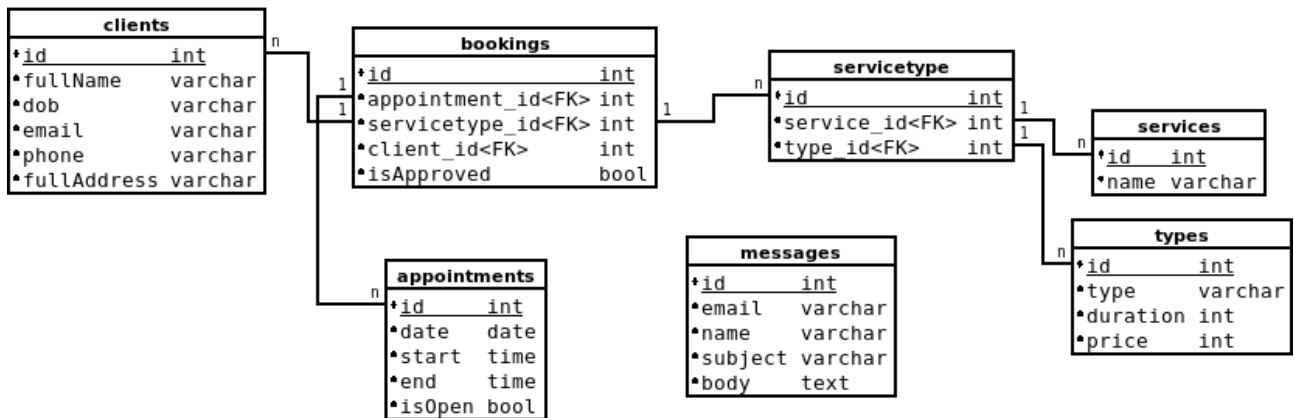 clients
id int
fullName varchar
dob varchar
email varchar
phone varchar
fullAddress varchar
n
1
1
bookings
id int
appointment_id<FK> int
servicetype_id<FK> int
client_id<FK> int
isApproved bool
1
n
servicetype
id int
service_id<FK> int
type_id<FK> int
1
1
n
services
id int
name varchar
n
types
id int
type varchar
duration int
price int
n
appointments
id int
date date
start time
end time
isOpen bool
messages
id int
email varchar
name varchar
subject varchar
body text